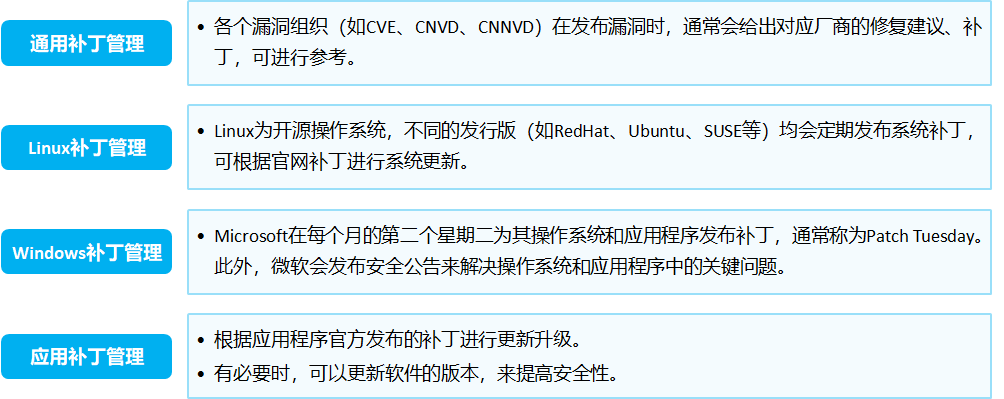 通用补丁管理
• 各个漏洞组织（如CVE、CNVD、CNNVD）在发布漏洞时，通常会给出对应厂商的修复建议、补
丁，可进行参考。
Linux补丁管理
• Linux为开源操作系统，不同的发行版（如RedHat、Ubuntu、SUSE等）均会定期发布系统补丁，
可根据官网补丁进行系统更新。
Windows补丁管理
• Microsoft在每个月的第二个星期二为其操作系统和应用程序发布补丁，通常称为Patch Tuesday。
此外，微软会发布安全公告来解决操作系统和应用程序中的关键问题。
应用补丁管理
• 根据应用程序官方发布的补丁进行更新升级。
• 有必要时，可以更新软件的版本，来提高安全性。